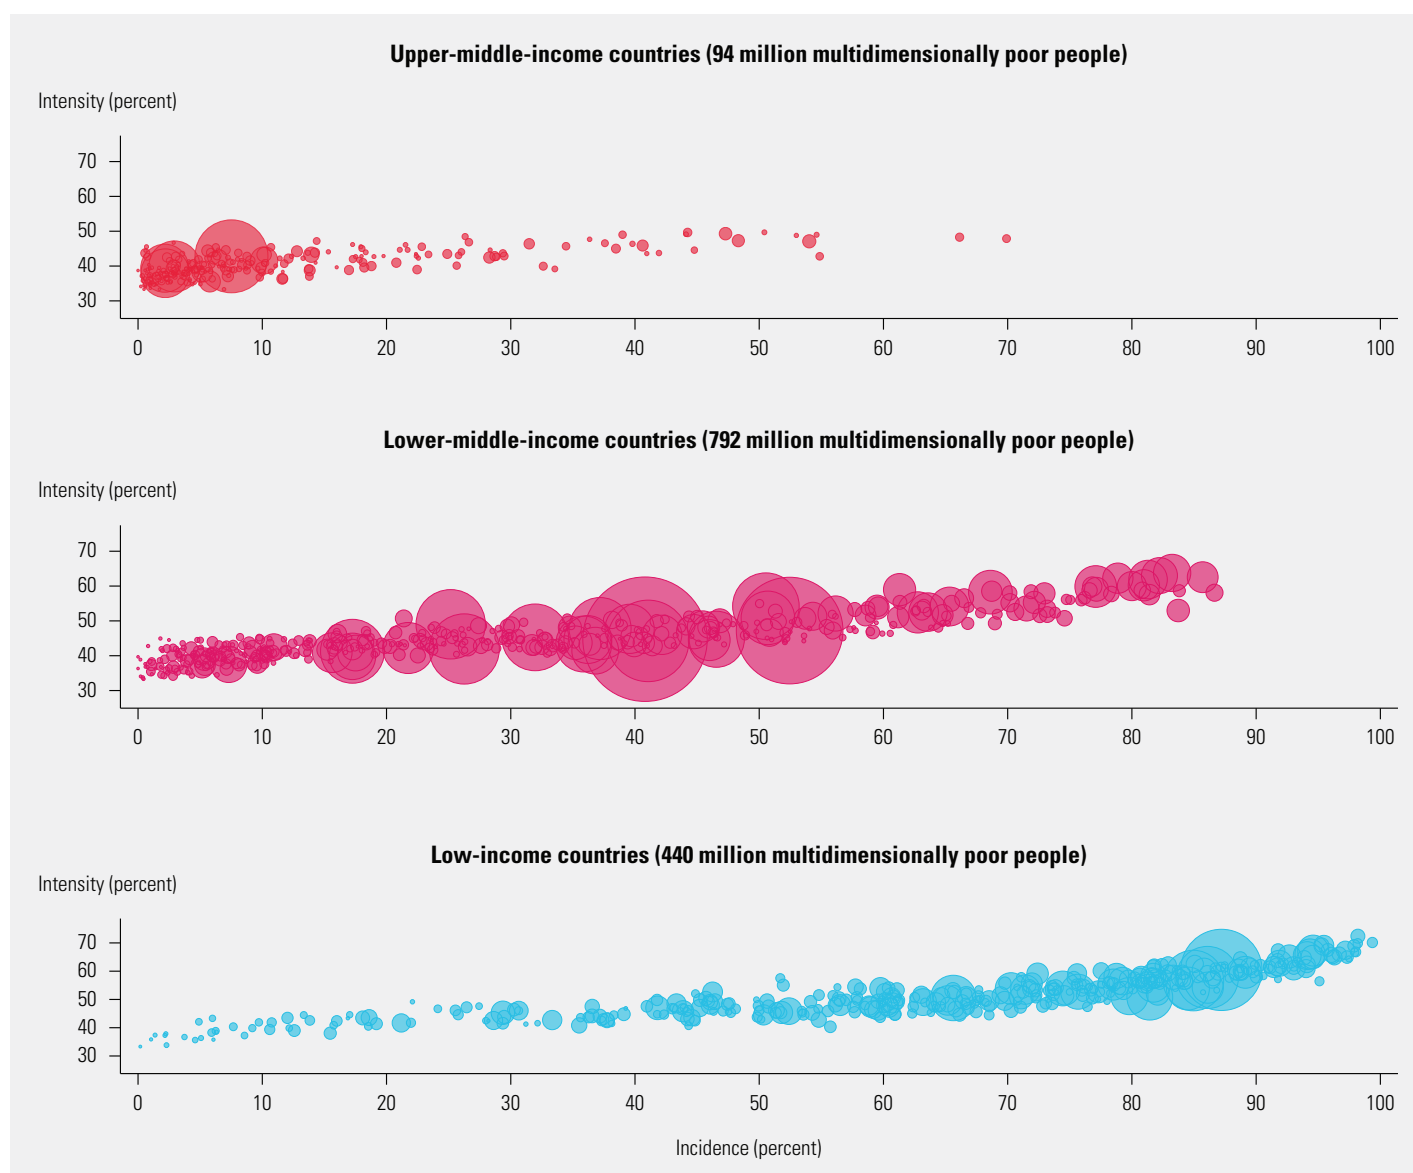 Upper-middle-income countries (94 million multidimensionally poor people)
Intensity (percent)
70
60
50
40
30
0 10 20 30 40 50 60 70 80 90 100
Lower-middle-income countries (792 million multidimensionally poor people)
Intensity (percent)
70
60
50
40
30
0 10 20 30 40 50 60 70 80 90 100
Low-income countries (440 million multidimensionally poor people)
Intensity (percent)
70
60
50
40
30
0 10 20 30 40 50 60 70 80 90 100
Incidence (percent)